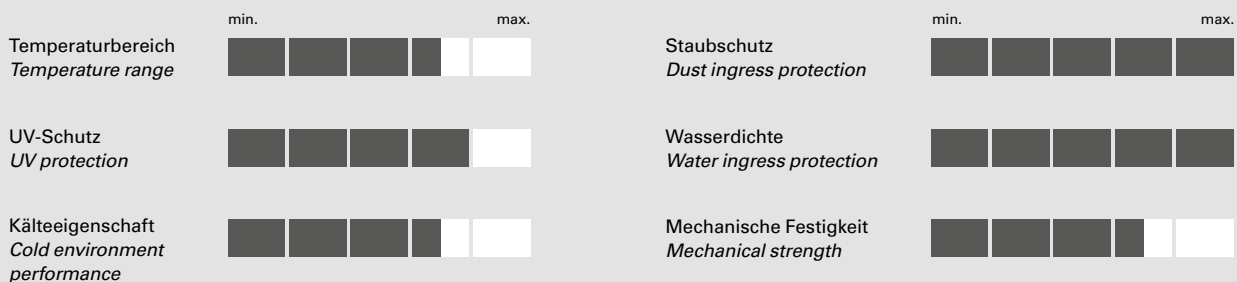 min.
max.
Temperaturbereich
Temperature range
UV-Schutz
UV protection
Kälteeigenschaft
Cold environment
performance
min.
max.
Staubschutz
Dust ingress protection
Wasserdichte
Water ingress protection
Mechanische Festigkeit
Mechanical strength